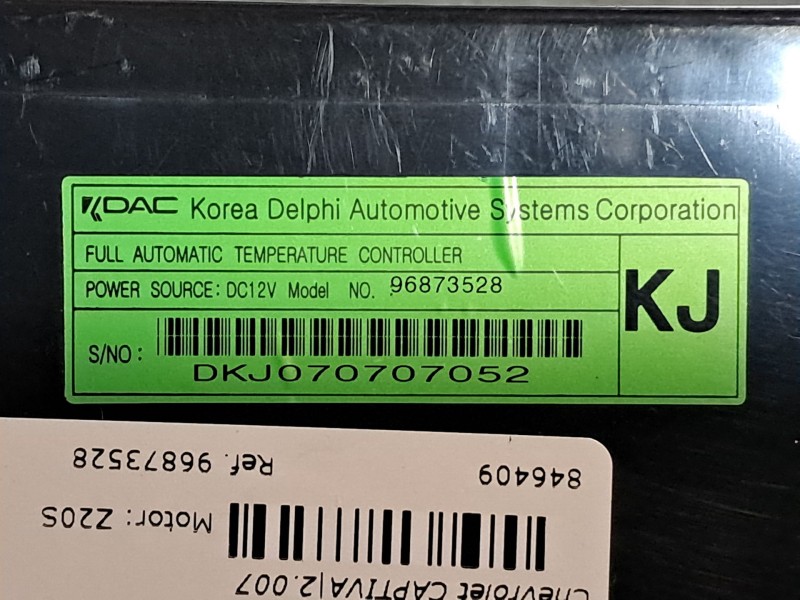 KDAC Korea Delphi Automotive Systems Corporation
FULL AUTOMATIC TEMPERATURE CONTROLLER
POWER SOURCE: DC12V Model NO. 96873528
KJ
S/NO:
DKJ070707052
Chevrolet CAPTIVA|2.007
Motor: Z20S
846409
Ref. 96873528